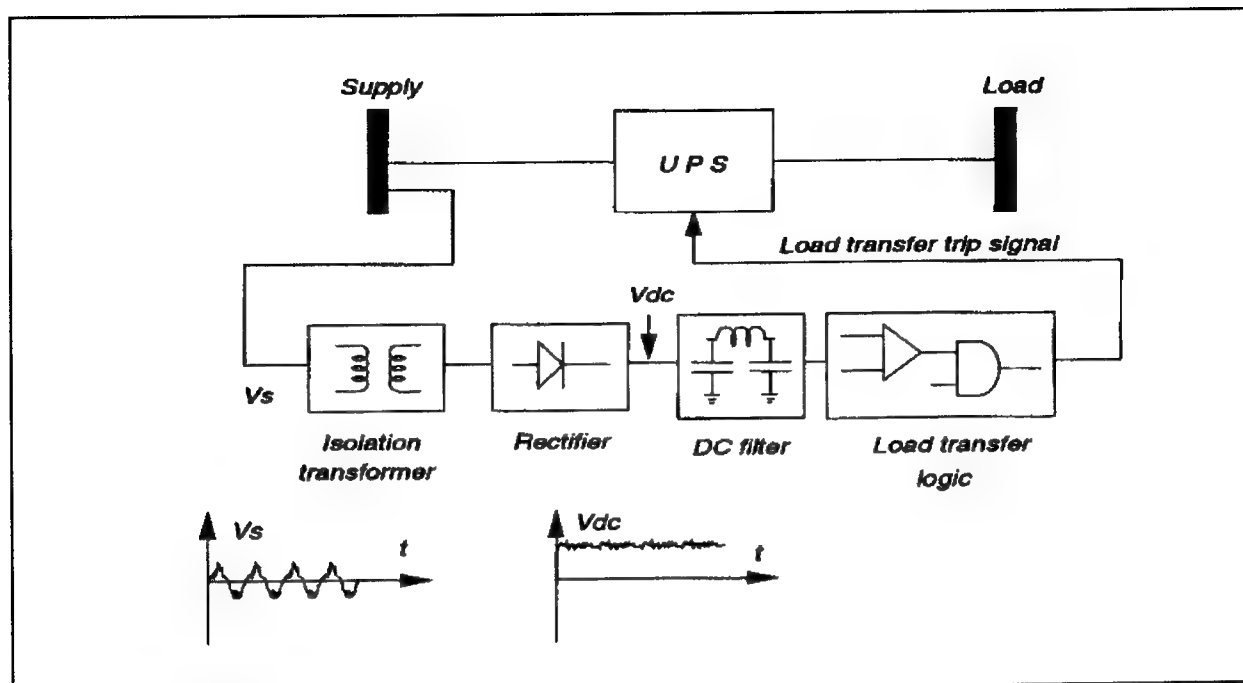 Supply
Load
U P S
Load transfer trip signal
Vdc
Vs
Isolation
transformer
Rectifier
DC filter
Load transfer
logic
Vs
t
Vdc
t